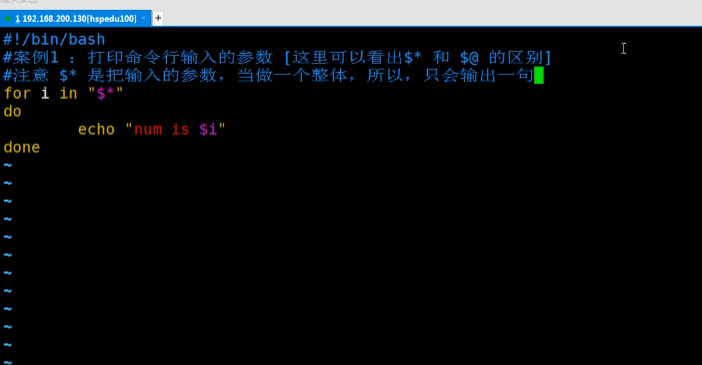 1 192.168.200.130[hspedu100] × +
#!/bin/bash
#案例1 ：打印命令行输入的参数 [这里可以看出$* 和 $@ 的区别]
#注意 $* 是把输入的参数，当做一个整体，所以，只会输出一句
for i in "$*"
do
        echo "num is $i"
done
~
~
~
~
~
~
~
~
~
~
~
~